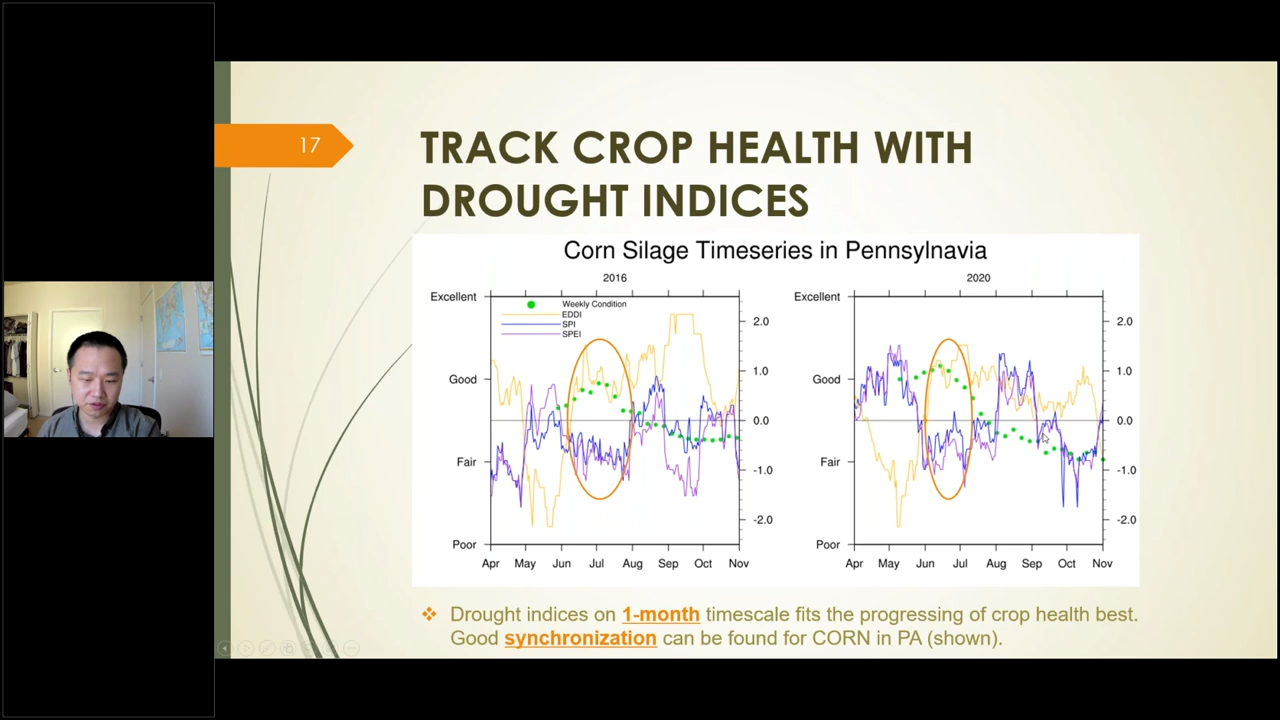 17
TRACK CROP HEALTH WITH
DROUGHT INDICES
Corn Silage Timeseries in Pennsylnavia
2016
2020
Excellent
Good
Fair
Poor
Weekly Condition
EDDI
SPI
SPEI
2.0
1.0
0.0
-1.0
-2.0
Apr May Jun Jul Aug Sep Oct Nov
Excellent
Good
Fair
Poor
2.0
1.0
0.0
-1.0
-2.0
Apr May Jun Jul Aug Sep Oct Nov
Drought indices on 1-month timescale fits the progressing of crop health best.
Good synchronization can be found for CORN in PA (shown).